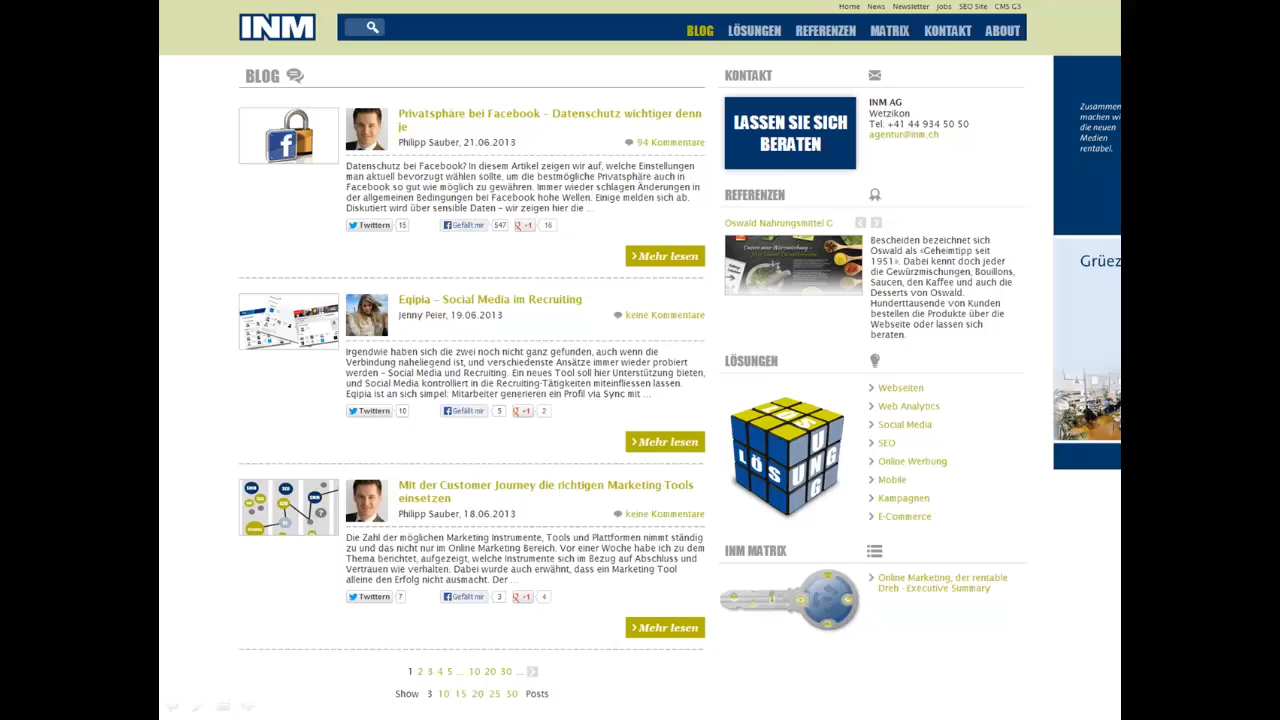 Home News Newsletter Jobs SEO Site CMS G3
INM
BLOG LÖSUNGEN REFERENZEN MATRIX KONTAKT ABOUT
BLOG
Privatsphäre bei Facebook – Datenschutz wichtiger denn
je
Philipp Sauber, 21.06.2013 94 Kommentare
Datenschutz bei Facebook? In diesem Artikel zeigen wir auf, welche Einstellungen
man aktuell bevorzugt wählen sollte, um die bestmögliche Privatsphäre auch in
Facebook so gut wie möglich zu gewähren. Immer wieder schlagen Änderungen in
der allgemeinen Bedingungen bei Facebook hohe Wellen. Einige melden sich ab.
Diskutiert wird über sensible Daten – wir zeigen hier die ...
Twittern 15 Gefällt mir 547 +1 16
Mehr lesen
Eqipia – Social Media im Recruiting
Jenny Peier, 19.06.2013 keine Kommentare
Irgendwie haben sich die zwei noch nicht ganz gefunden, auch wenn die
Verbindung naheliegend ist, und verschiedenste Ansätze immer wieder probiert
werden – Social Media und Recruiting. Ein neues Tool soll hier Unterstützung bieten,
und Social Media kontrolliert in die Recruiting-Tätigkeiten miteinfliessen lassen.
Eqipia ist an sich simpel: Mitarbeiter generieren ein Profil via Sync mit ...
Twittern 10 Gefällt mir 5 +1 2
Mehr lesen
Mit der Customer Journey die richtigen Marketing Tools
einsetzen
Philipp Sauber, 18.06.2013 keine Kommentare
Die Zahl der möglichen Marketing Instrumente, Tools und Plattformen nimmt ständig
zu und das nicht nur im Online Marketing Bereich. Vor einer Woche habe ich zu dem
Thema berichtet, aufgezeigt, welche Instrumente sich im Bezug auf Abschluss und
Vertrauen wie verhalten. Dabei wurde auch erwähnt, dass ein Marketing Tool
alleine den Erfolg nicht ausmacht. Der ...
Twittern 7 Gefällt mir 3 +1 4
Mehr lesen
1 2 3 4 5 ... 10 20 30 ...
Show 3 10 15 20 25 50 Posts
KONTAKT
LASSEN SIE SICH
BERATEN
INM AG
Wetzikon
Tel: +41 44 934 50 50
agentur@inm.ch
REFERENZEN
Oswald Nahrungsmittel G
Bescheiden bezeichnet sich
Oswald als «Geheimtipp seit
1951». Dabei kennt doch jeder
die Gewürzmischungen, Bouillons,
Saucen, den Kaffee und auch die
Desserts von Oswald.
Hunderttausende von Kunden
bestellen die Produkte über die
Webseite oder lassen sich
beraten.
LÖSUNGEN
LÖSUNG
Webseiten
Web Analytics
Social Media
SEO
Online Werbung
Mobile
Kampagnen
E-Commerce
INM MATRIX
Online Marketing, der rentable
Dreh - Executive Summary
Zusammen
machen wi
die neuen
Medien
rentabel.
Grüez